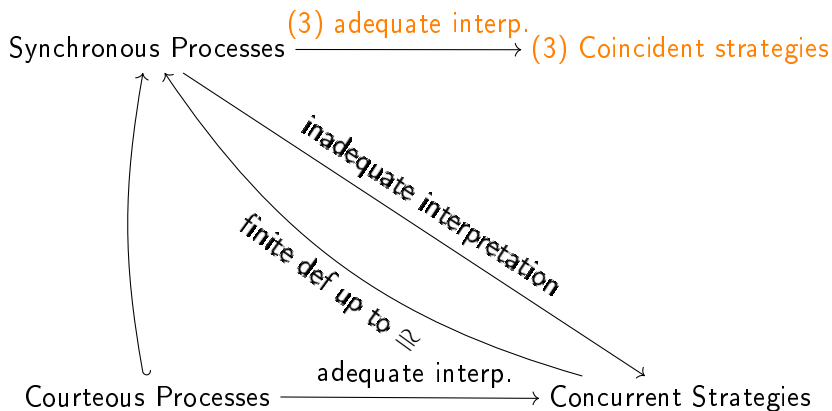 (3) adequate interp.
Synchronous Processes
(3) Coincident strategies
inadequate interpretation
finite def up to ≅
adequate interp.
Courteous Processes
Concurrent Strategies